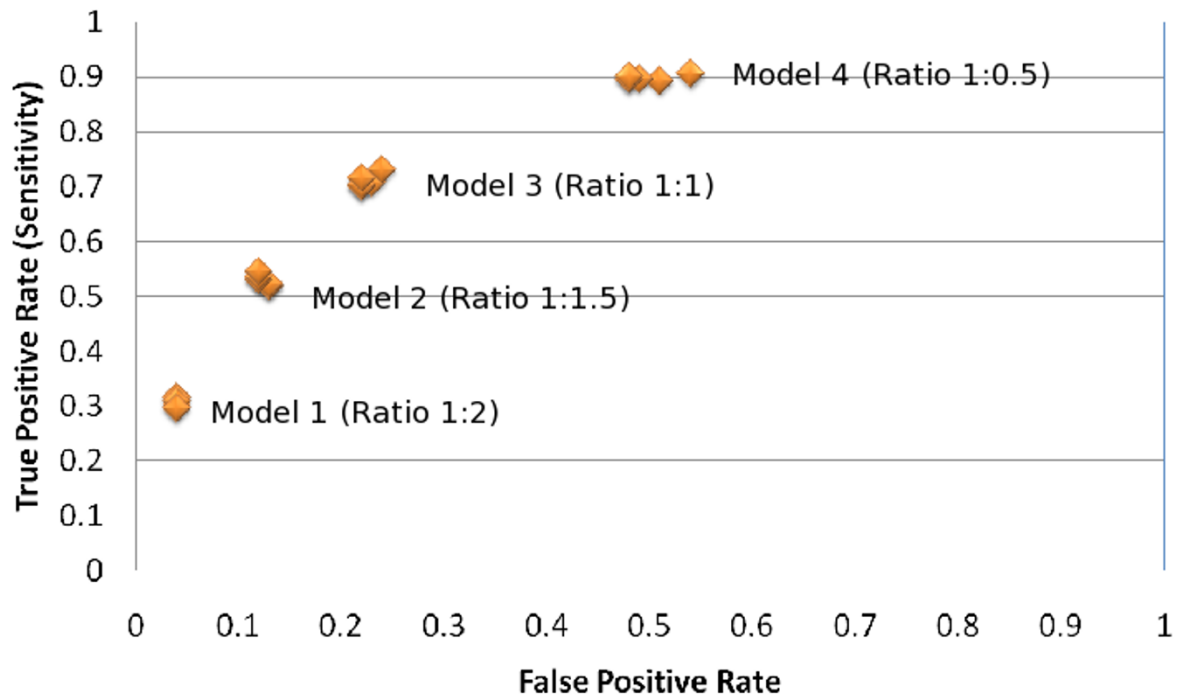 True Positive Rate (Sensitivity)
1
0.9
0.8
0.7
0.6
0.5
0.4
0.3
0.2
0.1
0
Model 4 (Ratio 1:0.5)
Model 3 (Ratio 1:1)
Model 2 (Ratio 1:1.5)
Model 1 (Ratio 1:2)
0 0.1 0.2 0.3 0.4 0.5 0.6 0.7 0.8 0.9 1
False Positive Rate